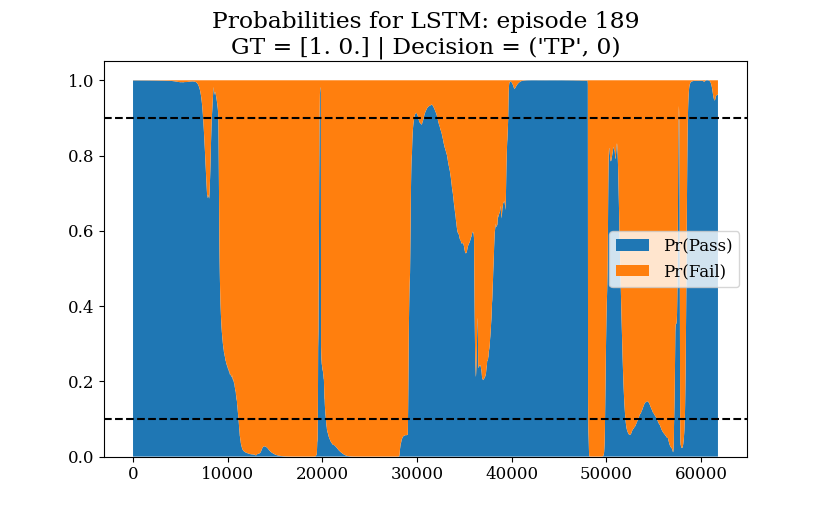 Probabilities for LSTM: episode 189
GT = [1. 0.] | Decision = ('TP', 0)
1.0
0.8
0.6
0.4
0.2
0.0
Pr(Pass)
Pr(Fail)
0 10000 20000 30000 40000 50000 60000